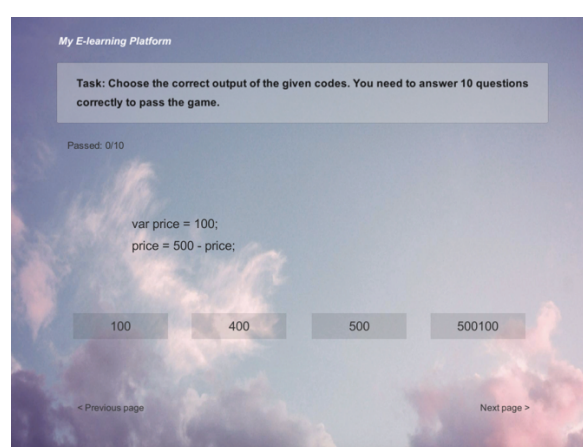 My E-learning Platform
Task: Choose the correct output of the given codes. You need to answer 10 questions
correctly to pass the game.
Passed: 0/10
var price = 100;
price = 500 - price;
100 400 500 500100
< Previous page Next page >